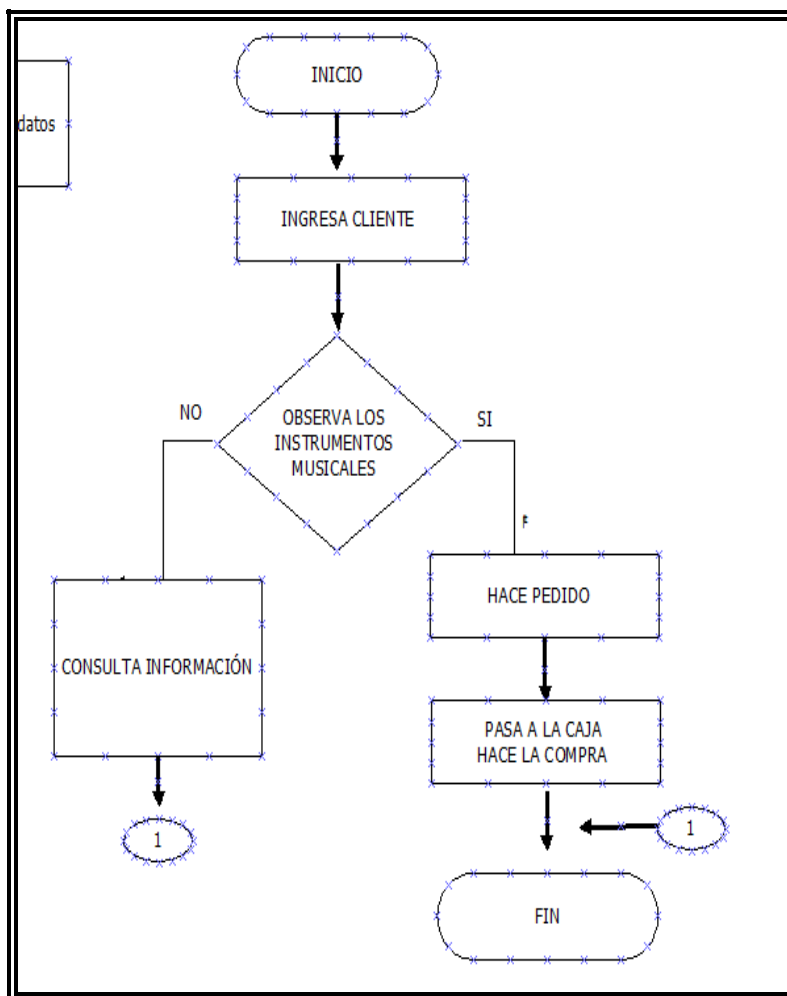 INICIO
datos
INGRESA CLIENTE
NO
OBSERVA LOS
INSTRUMENTOS
MUSICALES
SI
HACE PEDIDO
CONSULTA INFORMACIÓN
PASA A LA CAJA
HACE LA COMPRA
1
1
FIN